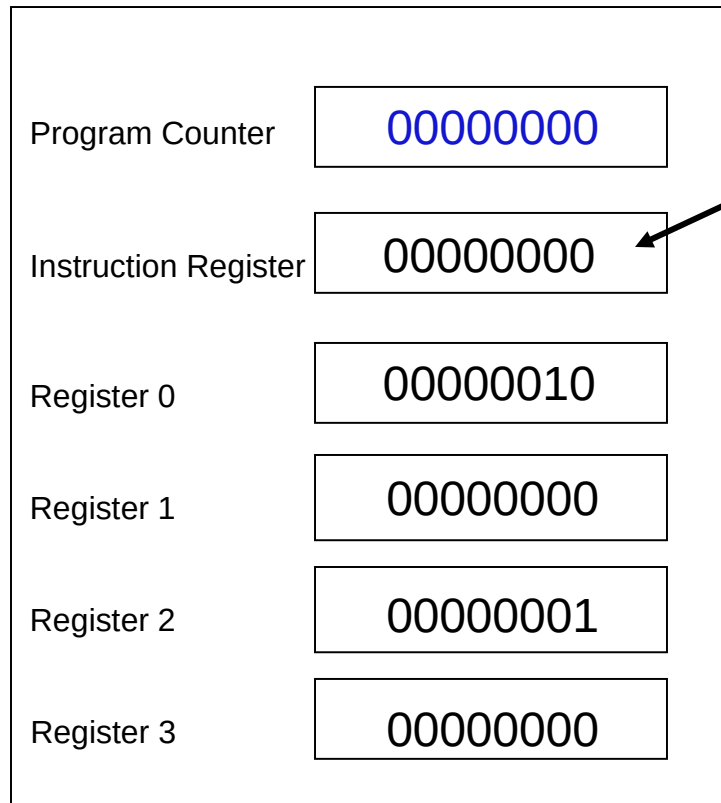 Program Counter 00000000
Instruction Register 00000000
Register 0 00000010
Register 1 00000000
Register 2 00000001
Register 3 00000000